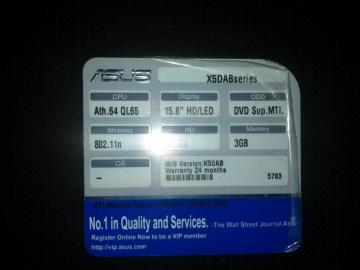 ASUS
X5DABseries
CPU
Display
ODD
Ath.64 QL65
15.6" HD/LED
DVD Sup.MTI.
Wireless
HD
Memory
802.11n
3GB
OS
M/B Version:K50AB
Warranty 24 months
-
5783
No.1 in Quality and Services. -The Wall Street Journal
Register Online Now to be a VIP member
http://vip.asus.com